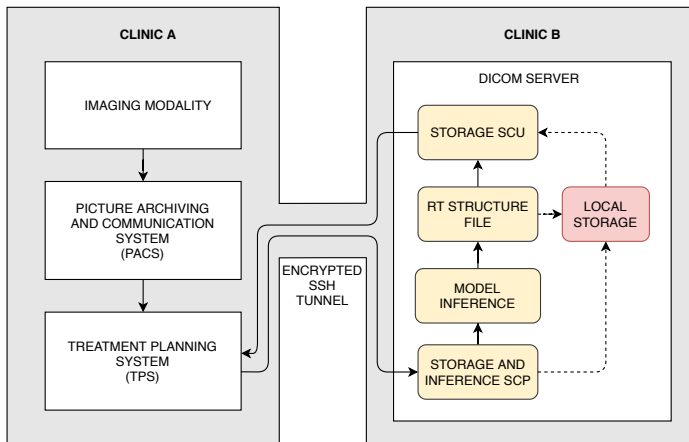 CLINIC A
IMAGING MODALITY
PICTURE ARCHIVING
AND COMMUNICATION
SYSTEM
(PACS)
TREATMENT PLANNING
SYSTEM
(TPS)
ENCRYPTED
SSH
TUNNEL
CLINIC B
DICOM SERVER
STORAGE SCU
RT STRUCTURE
FILE
LOCAL
STORAGE
MODEL
INFERENCE
STORAGE AND
INFERENCE SCP